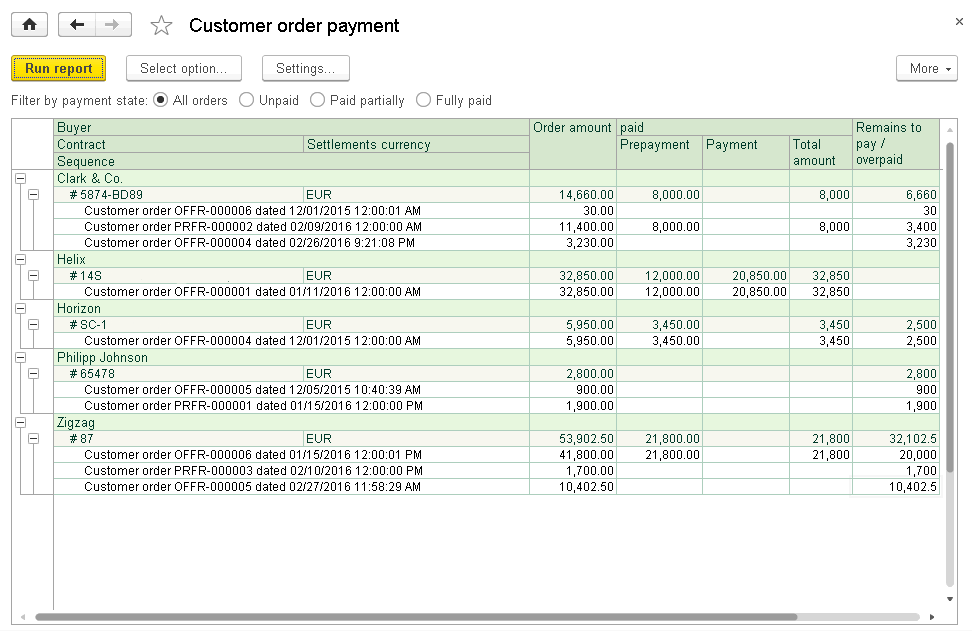 Customer order payment
Run report Select option... Settings... More
Filter by payment state: All orders Unpaid Paid partially Fully paid
Buyer Order amount paid Remains to pay / overpaid
Contract Settlements currency Prepayment Payment Total amount
Sequence
Clark & Co.
# 5874-BD89 EUR 14,660.00 8,000.00 8,000 6,660
Customer order OFFR-000006 dated 12/01/2015 12:00:01 AM 30.00 30
Customer order PRFR-000002 dated 02/09/2016 12:00:00 AM 11,400.00 8,000.00 8,000 3,400
Customer order OFFR-000004 dated 02/26/2016 9:21:08 PM 3,230.00 3,230
Helix
# 14S EUR 32,850.00 12,000.00 20,850.00 32,850
Customer order OFFR-000001 dated 01/11/2016 12:00:00 AM 32,850.00 12,000.00 20,850.00 32,850
Horizon
# SC-1 EUR 5,950.00 3,450.00 3,450 2,500
Customer order OFFR-000004 dated 12/01/2015 12:00:00 AM 5,950.00 3,450.00 3,450 2,500
Philipp Johnson
# 65478 EUR 2,800.00 2,800
Customer order OFFR-000005 dated 12/05/2015 10:40:39 AM 900.00 900
Customer order PRFR-000001 dated 01/15/2016 12:00:00 PM 1,900.00 1,900
Zigzag
# 87 EUR 53,902.50 21,800.00 21,800 32,102.5
Customer order OFFR-000006 dated 01/15/2016 12:00:01 PM 41,800.00 21,800.00 21,800 20,000
Customer order PRFR-000003 dated 02/10/2016 12:00:00 PM 1,700.00 1,700
Customer order OFFR-000005 dated 02/27/2016 11:58:29 AM 10,402.50 10,402.5